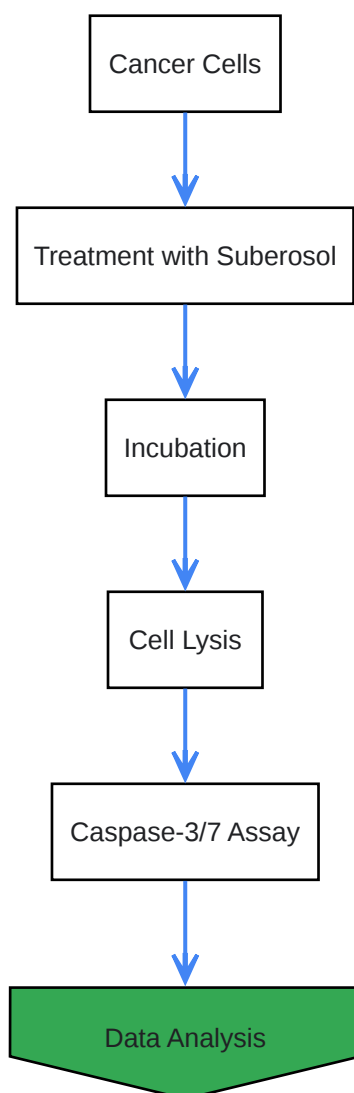 Cancer Cells
Treatment with Suberosol
Incubation
Cell Lysis
Caspase-3/7 Assay
Data Analysis